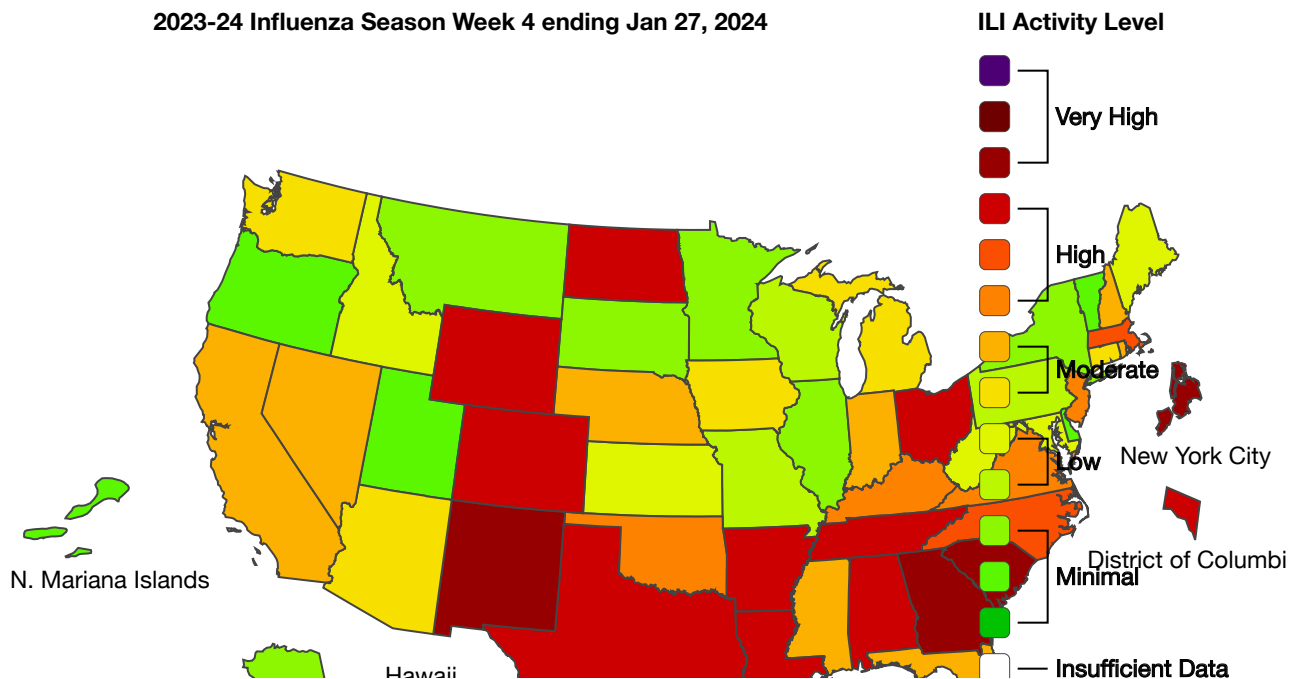 2023-24 Influenza Season Week 4 ending Jan 27, 2024
ILI Activity Level
Very High
High
Moderate
Low
New York City
District of Columbi
Minimal
N. Mariana Islands
Insufficient Data
Hawaii